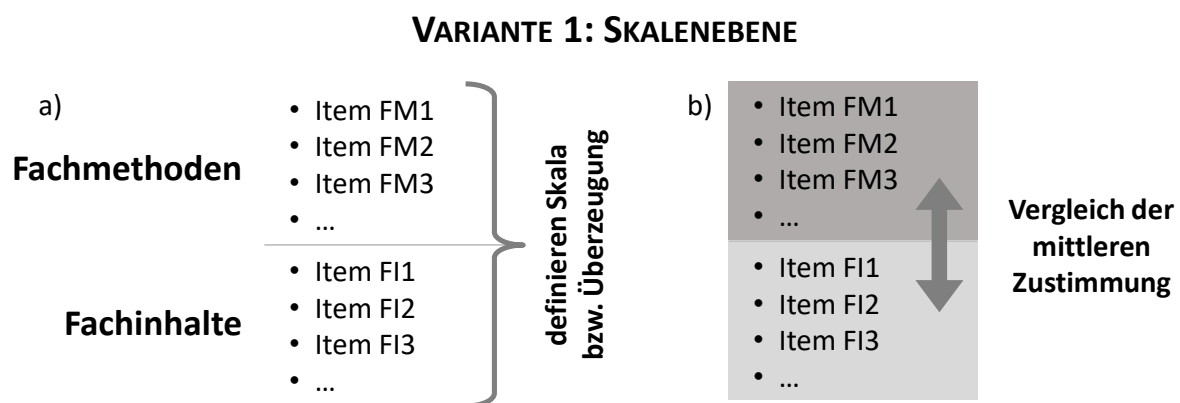 VARIANTE 1: SKALENEBENE
a)
Fachmethoden
• Item FM1
• Item FM2
• Item FM3
• ...
Fachinhalte
• Item FI1
• Item FI2
• Item FI3
• ...
definieren Skala
bzw. Überzeugung
b)
• Item FM1
• Item FM2
• Item FM3
• ...
• Item FI1
• Item FI2
• Item FI3
• ...
Vergleich der
mittleren
Zustimmung